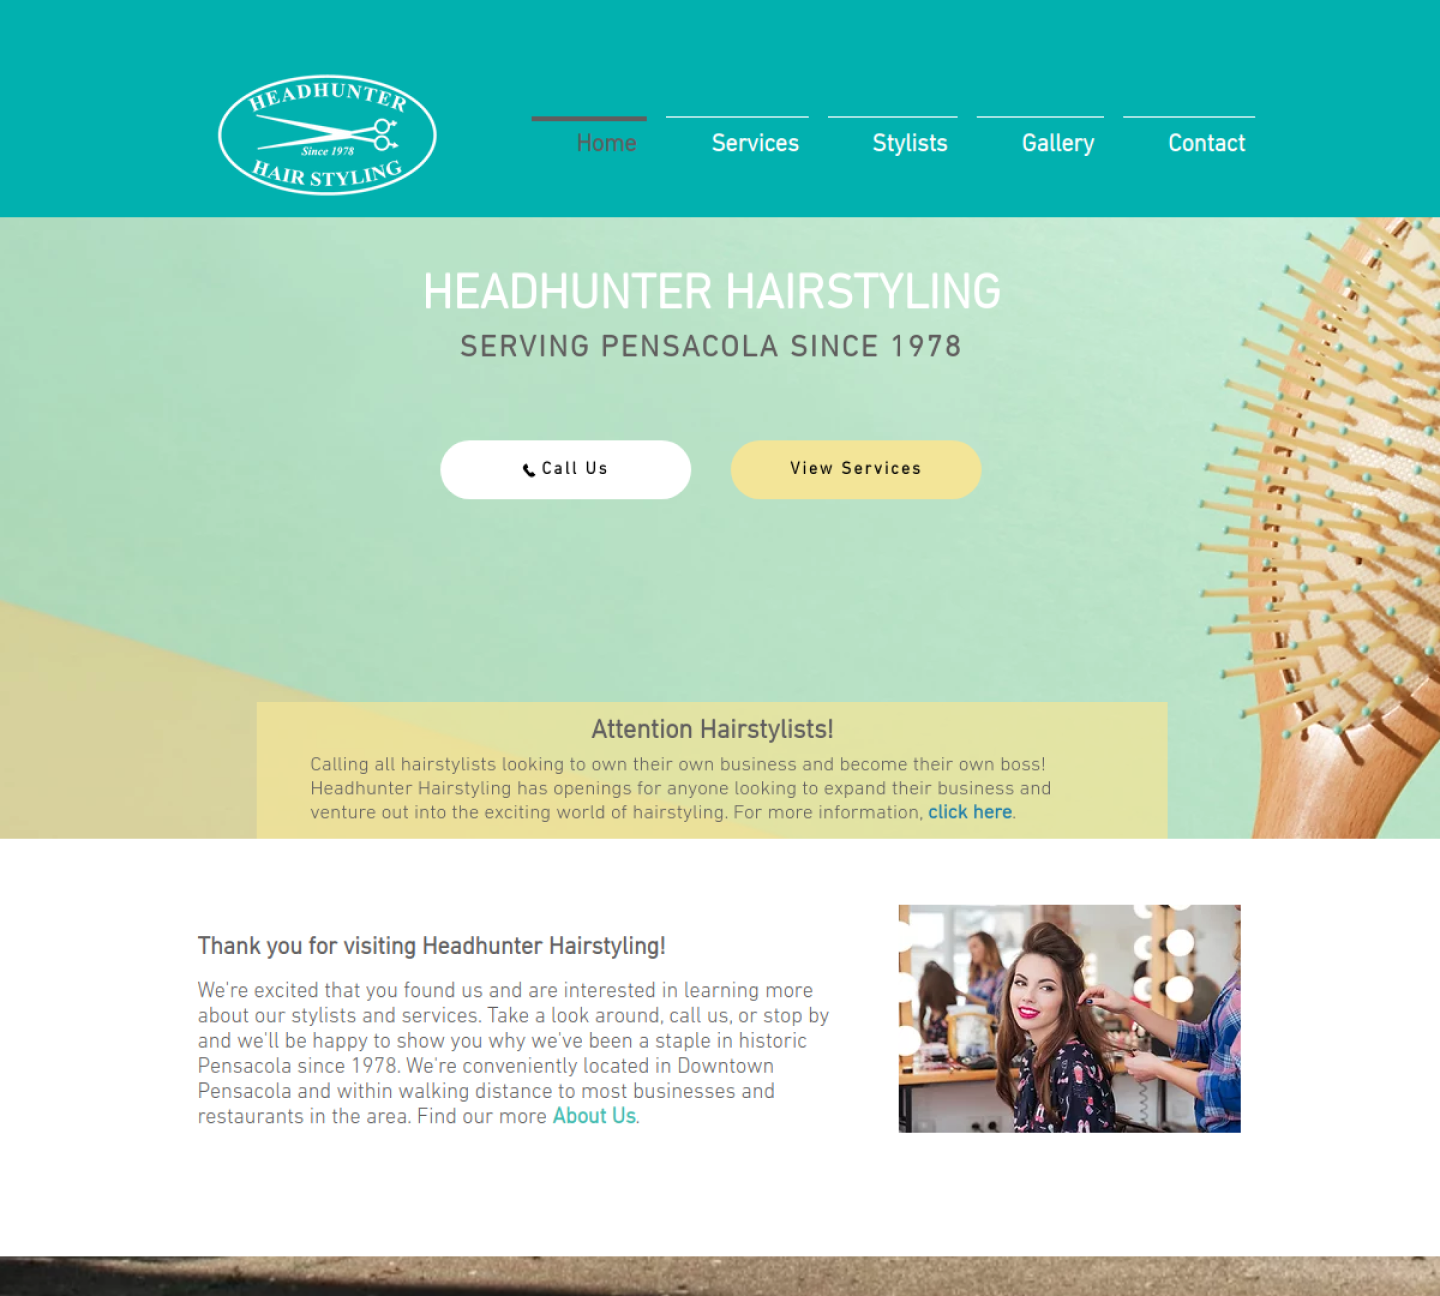 HEADHUNTER
Since 1978
HAIR STYLING
Home
Services
Stylists
Gallery
Contact
HEADHUNTER HAIRSTYLING
SERVING PENSACOLA SINCE 1978
Call Us
View Services
Attention Hairstylists!
Calling all hairstylists looking to own their own business and become their own boss!
Headhunter Hairstyling has openings for anyone looking to expand their business and
venture out into the exciting world of hairstyling. For more information, click here.
Thank you for visiting Headhunter Hairstyling!
We're excited that you found us and are interested in learning more
about our stylists and services. Take a look around, call us, or stop by
and we'll be happy to show you why we've been a staple in historic
Pensacola since 1978. We're conveniently located in Downtown
Pensacola and within walking distance to most businesses and
restaurants in the area. Find our more About Us.